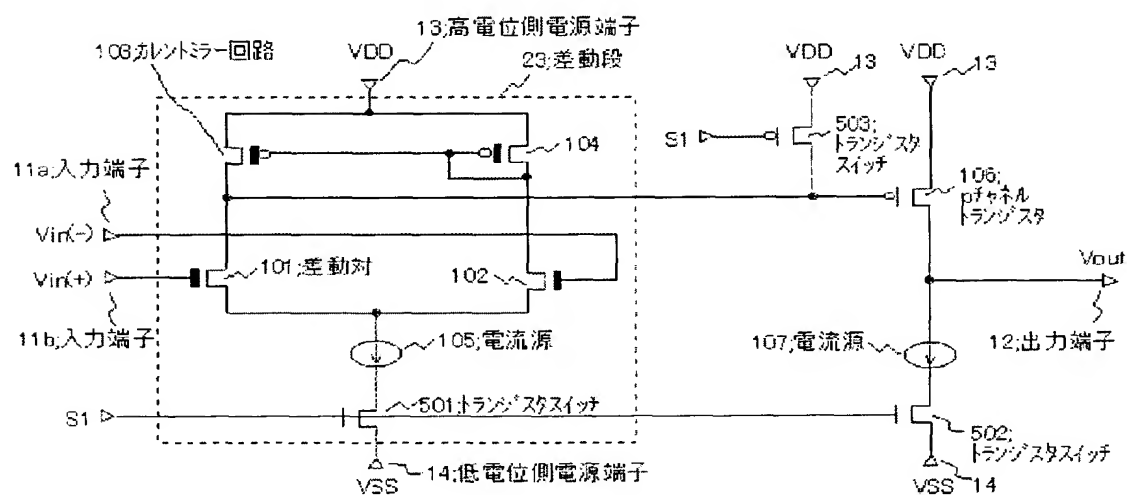 13;高電位側電源端子
103;カレントミラー回路
VDD
23;差動段
VDD
13
VDD
13
104
S1
503;
トランジスタ
スイッチ
11a;入力端子
106;
pチャネル
トランジスタ
Vin(-)
Vin(+)
101;差動対
102
Vout
11b;入力端子
105;電流源
107;電流源
12;出力端子
S1
501;トランジスタスイッチ
502;
トランジスタスイッチ
14;低電位側電源端子
VSS
VSS
14